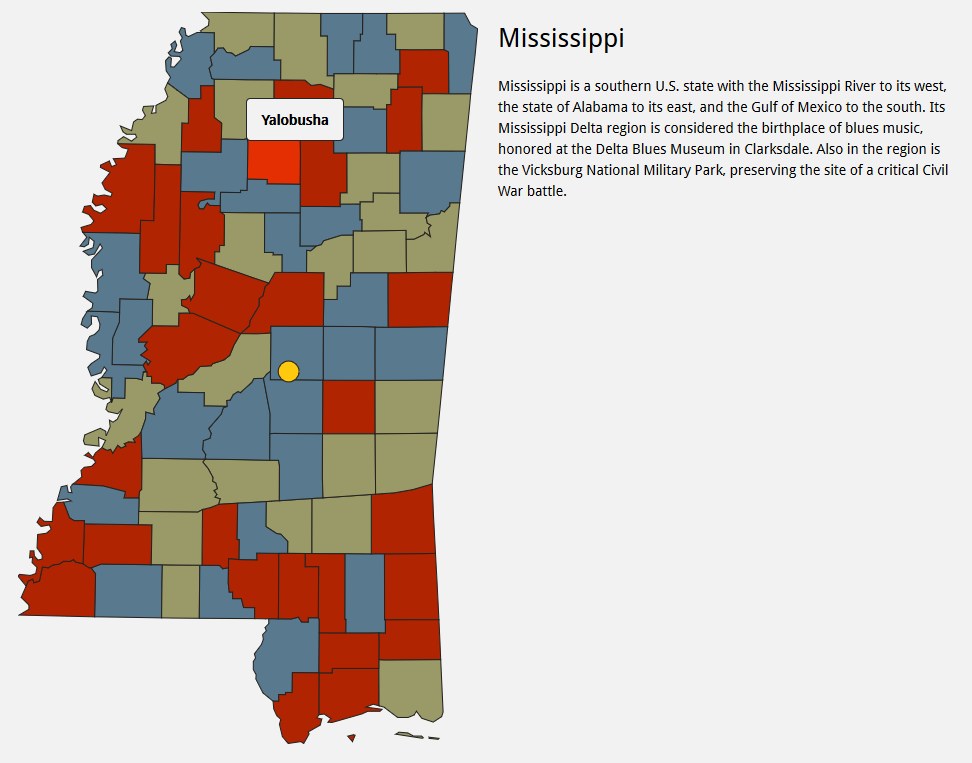 Mississippi
Mississippi is a southern U.S. state with the Mississippi River to its west,
the state of Alabama to its east, and the Gulf of Mexico to the south. Its
Mississippi Delta region is considered the birthplace of blues music,
honored at the Delta Blues Museum in Clarksdale. Also in the region is
the Vicksburg National Military Park, preserving the site of a critical Civil
War battle.
Yalobusha